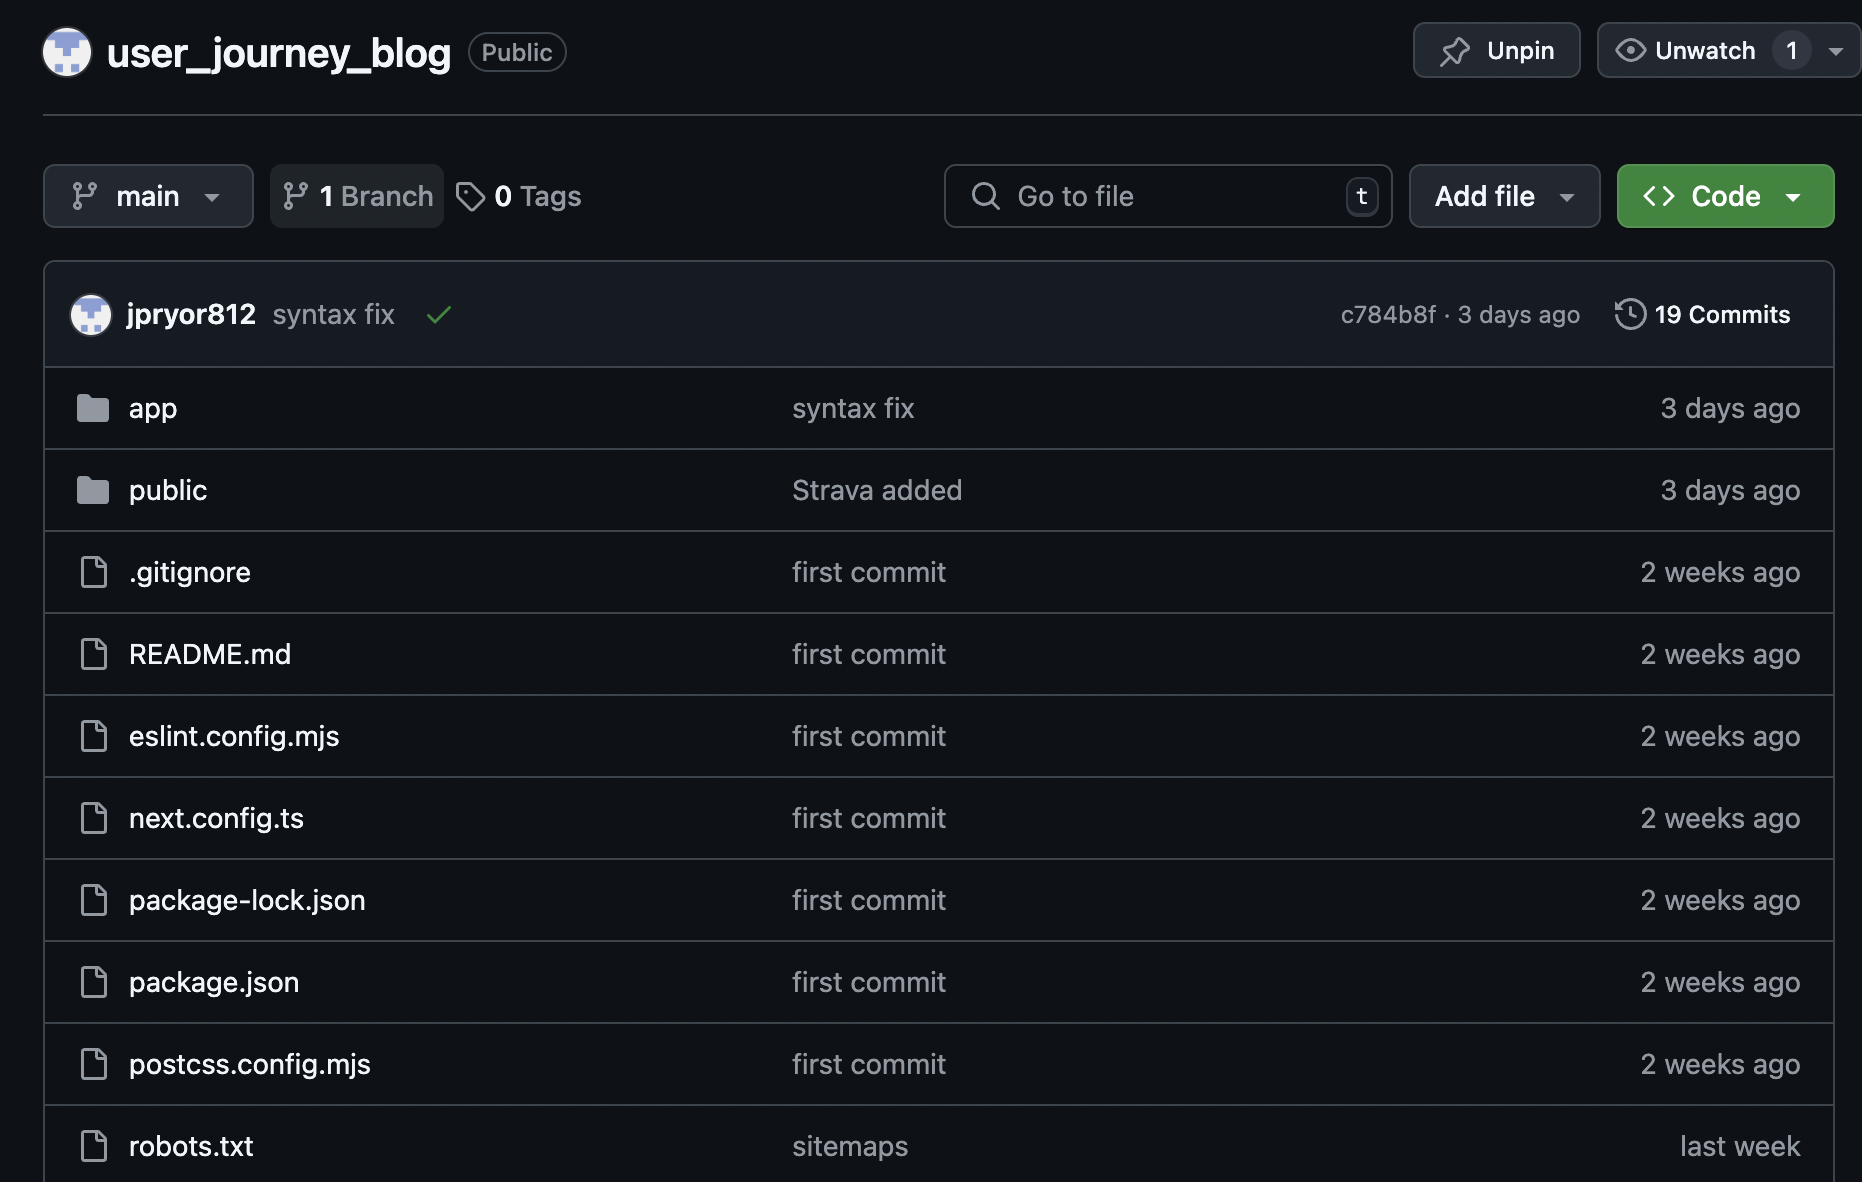 user_journey_blog Public Unpin Unwatch 1
main 1 Branch 0 Tags Go to file t Add file <> Code
jpryor812 syntax fix c784b8f · 3 days ago 19 Commits
app syntax fix 3 days ago
public Strava added 3 days ago
.gitignore first commit 2 weeks ago
README.md first commit 2 weeks ago
eslint.config.mjs first commit 2 weeks ago
next.config.ts first commit 2 weeks ago
package-lock.json first commit 2 weeks ago
package.json first commit 2 weeks ago
postcss.config.mjs first commit 2 weeks ago
robots.txt sitemaps last week